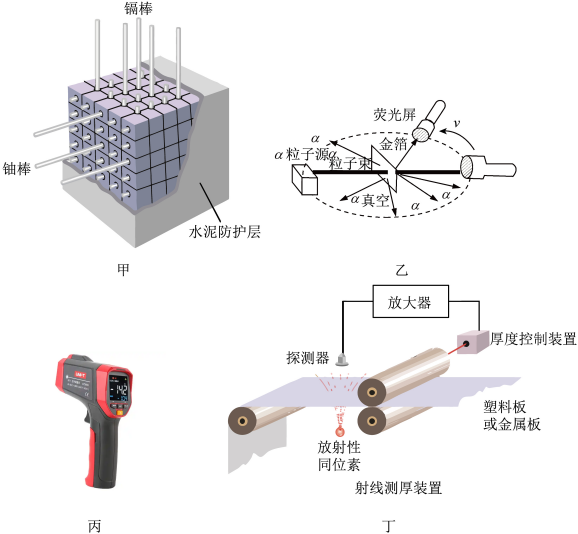 镉棒
铀棒
水泥防护层
甲
荧光屏
v
金箔
α
α粒子源
α
粒子束
α
真空
α
α
乙
UNI-T
142
丙
放大器
厚度控制装置
探测器
塑料板
或金属板
放射性
同位素
射线测厚装置
丁